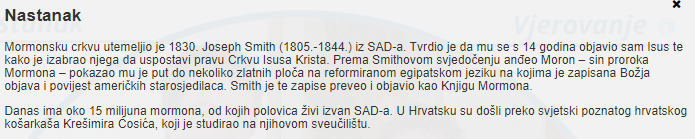 Nastanak
Mormonsku crkvu utemeljio je 1830. Joseph Smith (1805.-1844.) iz SAD-a. Tvrdio je da mu se s 14 godina objavio sam Isus te
kako je izabrao njega da uspostavi pravu Crkvu Isusa Krista. Prema Smithovom svjedočenju anđeo Moron – sin proroka
Mormona – pokazao mu je put do nekoliko zlatnih ploča na reformiranom egipatskom jeziku na kojima je zapisana Božja
objava i povijest američkih starosjedilaca. Smith je te zapise preveo i objavio kao Knjigu Mormona.
Danas ima oko 15 milijuna mormona, od kojih polovica živi izvan SAD-a. U Hrvatsku su došli preko svjetski poznatog hrvatskog
košarkaša Krešimira Ćosića, koji je studirao na njihovom sveučilištu.
Vjerovanje